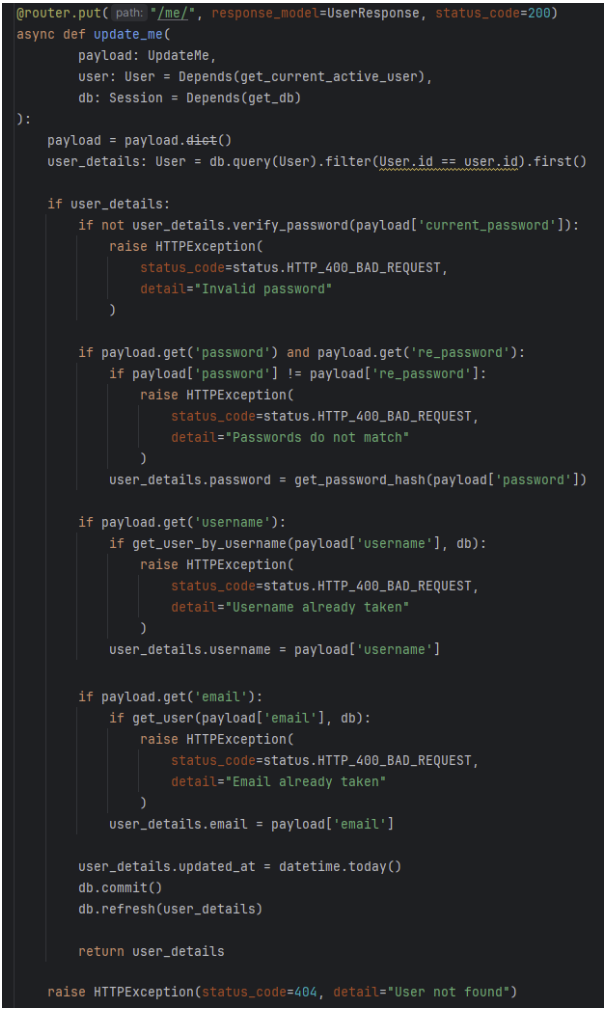 @router.put( path: "/me/", response_model=UserResponse, status_code=200)
async def update_me(
        payload: UpdateMe,
        user: User = Depends(get_current_active_user),
        db: Session = Depends(get_db)
):
    payload = payload.dict()
    user_details: User = db.query(User).filter(User.id == user.id).first()

    if user_details:
        if not user_details.verify_password(payload['current_password']):
            raise HTTPException(
                status_code=status.HTTP_400_BAD_REQUEST,
                detail="Invalid password"
            )

        if payload.get('password') and payload.get('re_password'):
            if payload['password'] != payload['re_password']:
                raise HTTPException(
                    status_code=status.HTTP_400_BAD_REQUEST,
                    detail="Passwords do not match"
                )
            user_details.password = get_password_hash(payload['password'])

        if payload.get('username'):
            if get_user_by_username(payload['username'], db):
                raise HTTPException(
                    status_code=status.HTTP_400_BAD_REQUEST,
                    detail="Username already taken"
                )
            user_details.username = payload['username']

        if payload.get('email'):
            if get_user(payload['email'], db):
                raise HTTPException(
                    status_code=status.HTTP_400_BAD_REQUEST,
                    detail="Email already taken"
                )
            user_details.email = payload['email']

        user_details.updated_at = datetime.today()
        db.commit()
        db.refresh(user_details)

        return user_details

    raise HTTPException(status_code=404, detail="User not found")